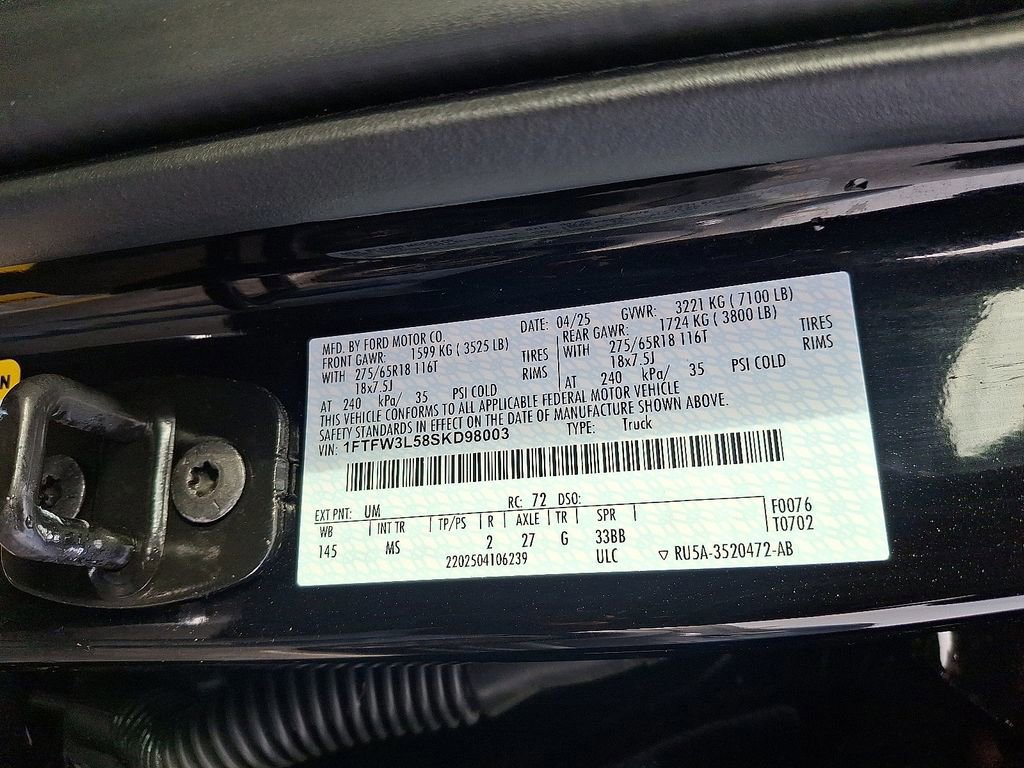 MFD. BY FORD MOTOR CO.
DATE: 04/25 GVWR: 3221 KG ( 7100 LB)
FRONT GAWR: 1599 KG ( 3525 LB)
WITH 275/65R18 116T TIRES
18x7.5J RIMS
AT 240 kPa/ 35 PSI COLD
REAR GAWR: 1724 KG ( 3800 LB)
WITH 275/65R18 116T TIRES
18x7.5J RIMS
AT 240 kPa/ 35 PSI COLD
THIS VEHICLE CONFORMS TO ALL APPLICABLE FEDERAL MOTOR VEHICLE
SAFETY STANDARDS IN EFFECT ON THE DATE OF MANUFACTURE SHOWN ABOVE.
VIN: 1FTFW3L58SKD98003 TYPE: Truck
EXT PNT: UM RC: 72 DSO:
WB INT TR TP/PS R AXLE TR SPR
145 MS 2 27 G 33BB
2202504106239 ULC
F0076
T0702
▽ RU5A-3520472-AB
N